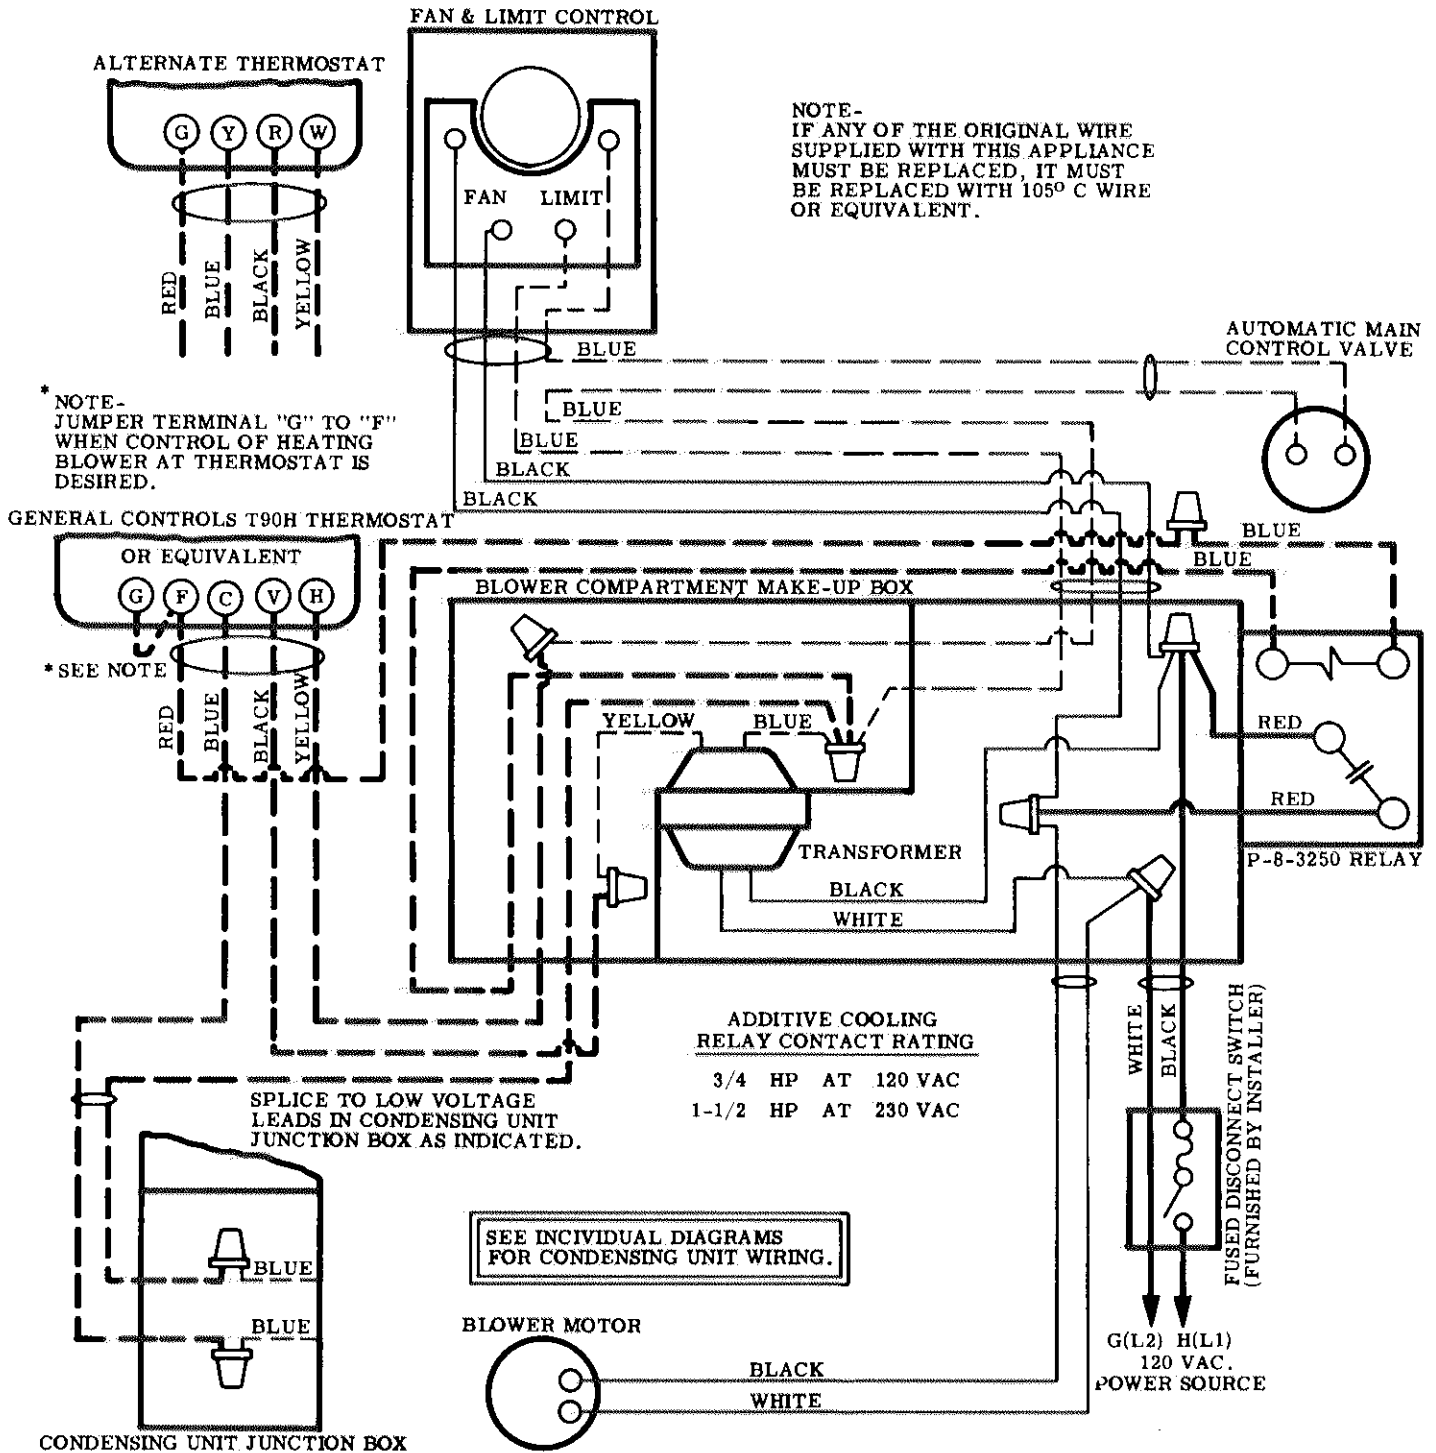 FAN & LIMIT CONTROL
ALTERNATE THERMOSTAT
G Y R W
RED
BLUE
BLACK
YELLOW
FAN LIMIT
NOTE-
IF ANY OF THE ORIGINAL WIRE
SUPPLIED WITH THIS APPLIANCE
MUST BE REPLACED, IT MUST
BE REPLACED WITH 105º C WIRE
OR EQUIVALENT.
AUTOMATIC MAIN
CONTROL VALVE
BLUE
BLUE
BLUE
BLACK
BLACK
* NOTE-
JUMPER TERMINAL "G" TO "F"
WHEN CONTROL OF HEATING
BLOWER AT THERMOSTAT IS
DESIRED.
GENERAL CONTROLS T90H THERMOSTAT
OR EQUIVALENT
G F C V H
* SEE NOTE
RED
BLUE
BLACK
YELLOW
BLUE
BLUE
BLOWER COMPARTMENT MAKE-UP BOX
YELLOW
BLUE
TRANSFORMER
BLACK
WHITE
RED
RED
P-8-3250 RELAY
ADDITIVE COOLING
RELAY CONTACT RATING
3/4 HP AT 120 VAC
1-1/2 HP AT 230 VAC
WHITE
BLACK
FUSED DISCONNECT SWITCH
(FURNISHED BY INSTALLER)
SPLICE TO LOW VOLTAGE
LEADS IN CONDENSING UNIT
JUNCTION BOX AS INDICATED.
BLUE
BLUE
CONDENSING UNIT JUNCTION BOX
SEE INCIVIDUAL DIAGRAMS
FOR CONDENSING UNIT WIRING.
BLOWER MOTOR
BLACK
WHITE
G(L2) H(L1)
120 VAC.
POWER SOURCE